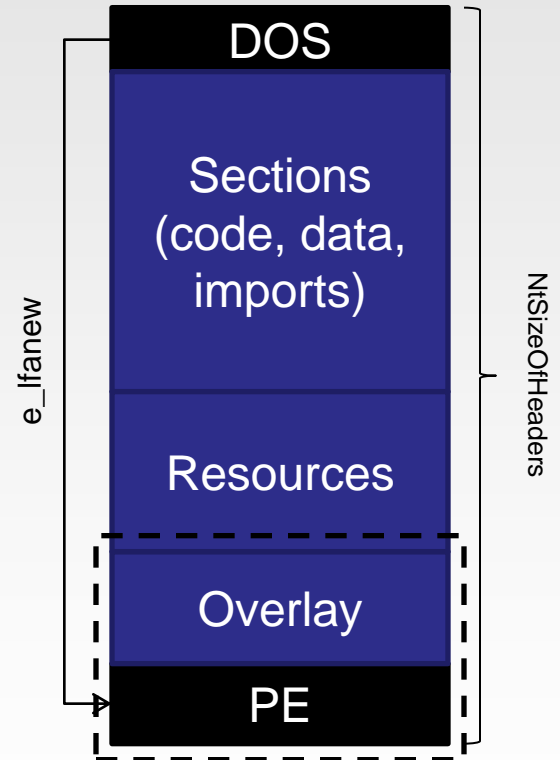 DOS
Sections
(code, data,
imports)
e_lfanew
NtSizeOfHeaders
Resources
Overlay
PE